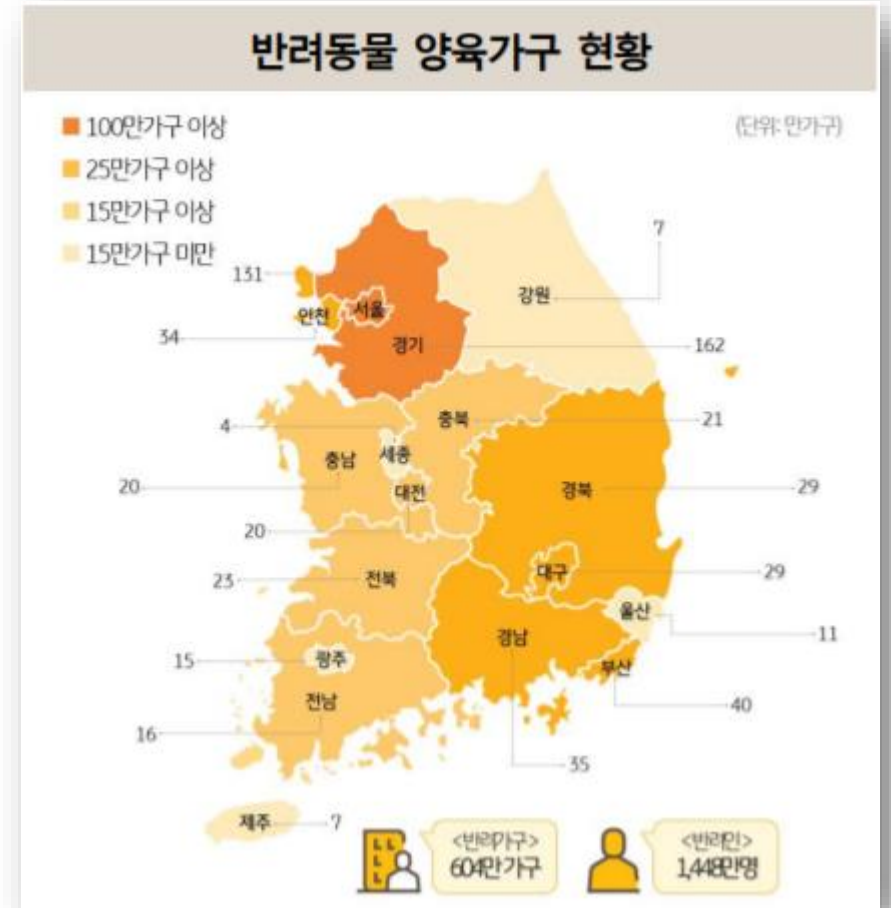 반려동물 양육가구 현황
100만가구 이상
(단위: 만가구)
25만가구 이상
15만가구 이상
15만가구 미만
7
131
강원
서울
인천
34
경기
162
충북
21
4
세종
충남
대전
경북
20
29
20
대구
29
전북
23
울산
경남
11
광주
15
부산
전남
40
16
35
제주
7
<반려가구>
604만가구
<반려인>
1,448만명